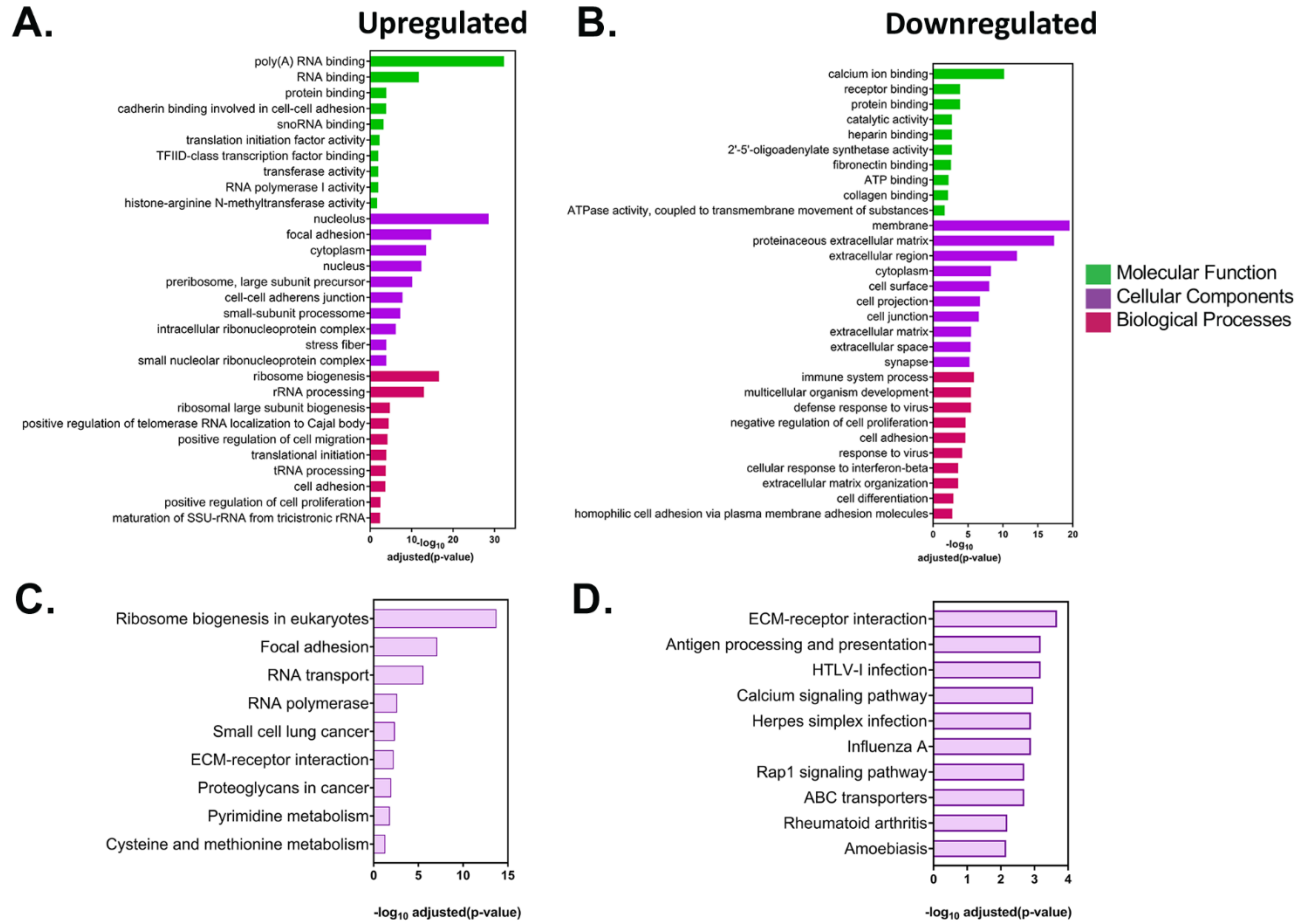 A.
Upregulated
poly(A) RNA binding
RNA binding
protein binding
cadherin binding involved in cell-cell adhesion
snoRNA binding
translation initiation factor activity
TFIID-class transcription factor binding
transferase activity
RNA polymerase I activity
histone-arginine N-methyltransferase activity
nucleolus
focal adhesion
cytoplasm
nucleus
preribosome, large subunit precursor
cell-cell adherens junction
small-subunit processome
intracellular ribonucleoprotein complex
stress fiber
small nucleolar ribonucleoprotein complex
ribosome biogenesis
rRNA processing
ribosomal large subunit biogenesis
positive regulation of telomerase RNA localization to Cajal body
positive regulation of cell migration
translational initiation
tRNA processing
cell adhesion
positive regulation of cell proliferation
maturation of SSU-rRNA from tricistronic rRNA
0 10 20 30
-log10
adjusted(p-value)
B.
Downregulated
calcium ion binding
receptor binding
protein binding
catalytic activity
heparin binding
2'-5'-oligoadenylate synthetase activity
fibronectin binding
ATP binding
collagen binding
ATPase activity, coupled to transmembrane movement of substances
membrane
proteinaceous extracellular matrix
extracellular region
cytoplasm
cell surface
cell projection
cell junction
extracellular matrix
extracellular space
synapse
immune system process
multicellular organism development
defense response to virus
negative regulation of cell proliferation
cell adhesion
response to virus
cellular response to interferon-beta
extracellular matrix organization
cell differentiation
homophilic cell adhesion via plasma membrane adhesion molecules
0 5 10 15 20
-log10
adjusted(p-value)
Molecular Function
Cellular Components
Biological Processes
C.
Ribosome biogenesis in eukaryotes
Focal adhesion
RNA transport
RNA polymerase
Small cell lung cancer
ECM-receptor interaction
Proteoglycans in cancer
Pyrimidine metabolism
Cysteine and methionine metabolism
0 5 10 15
-log10 adjusted(p-value)
D.
ECM-receptor interaction
Antigen processing and presentation
HTLV-I infection
Calcium signaling pathway
Herpes simplex infection
Influenza A
Rap1 signaling pathway
ABC transporters
Rheumatoid arthritis
Amoebiasis
0 1 2 3 4
-log10 adjusted(p-value)